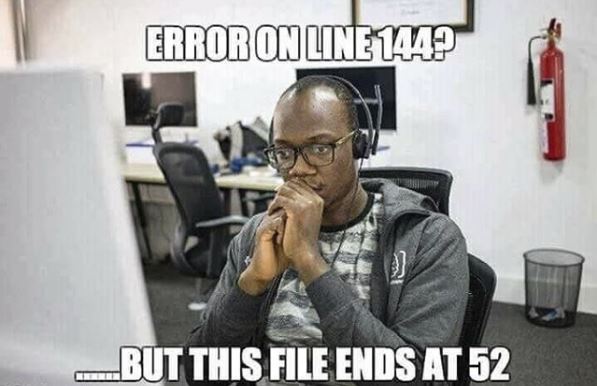 ERROR ON LINE 144?
......BUT THIS FILE ENDS AT 52